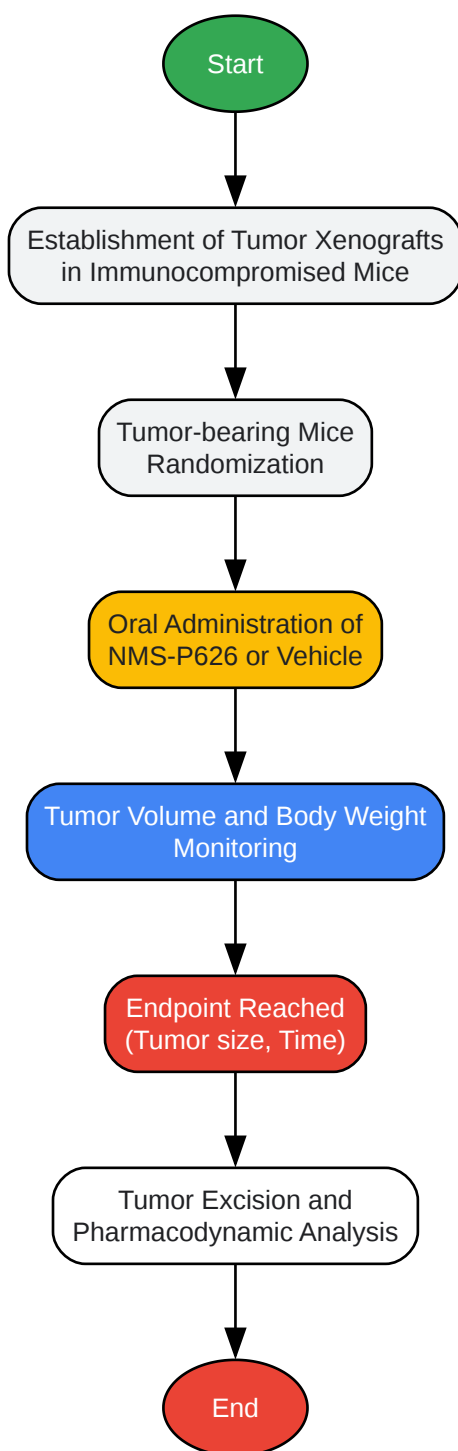 Start
Establishment of Tumor Xenografts
in Immunocompromised Mice
Tumor-bearing Mice
Randomization
Oral Administration of
NMS-P626 or Vehicle
Tumor Volume and Body Weight
Monitoring
Endpoint Reached
(Tumor size, Time)
Tumor Excision and
Pharmacodynamic Analysis
End